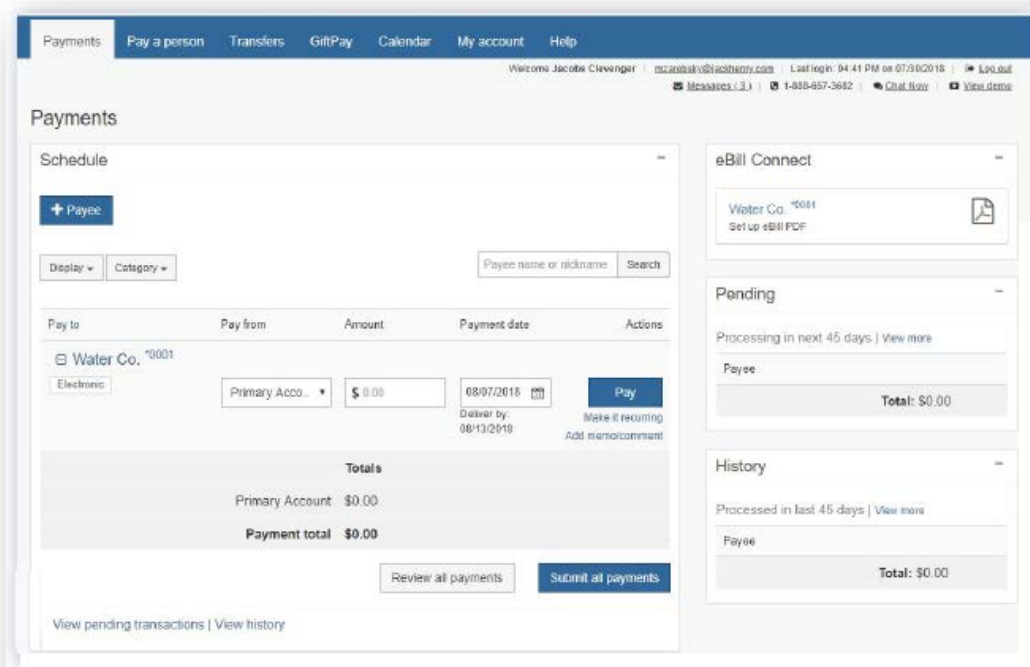 Payments Pay a person Transfers GiftPay Calendar My account Help
Welcome Jacobe Clevenger | mzarobsky@jackhenry.com | Last login: 04:41 PM on 07/30/2018 | Log out
Messages ( 3 ) | 1-888-657-3682 | Chat Now | View demo
Payments
Schedule
+ Payee
Display Category
Payee name or nickname Search
Pay to Pay from Amount Payment date Actions
Water Co. *0001
Electronic
Primary Acco.. $ 0.00 08/07/2018 Pay
Deliver by: Make it recurring
08/13/2018 Add memo/comment
Totals
Primary Account $0.00
Payment total $0.00
Review all payments Submit all payments
View pending transactions | View history
eBill Connect
Water Co. *0001
Set up eBill PDF
Pending
Processing in next 45 days | View more
Payee
Total: $0.00
History
Processed in last 45 days | View more
Payee
Total: $0.00